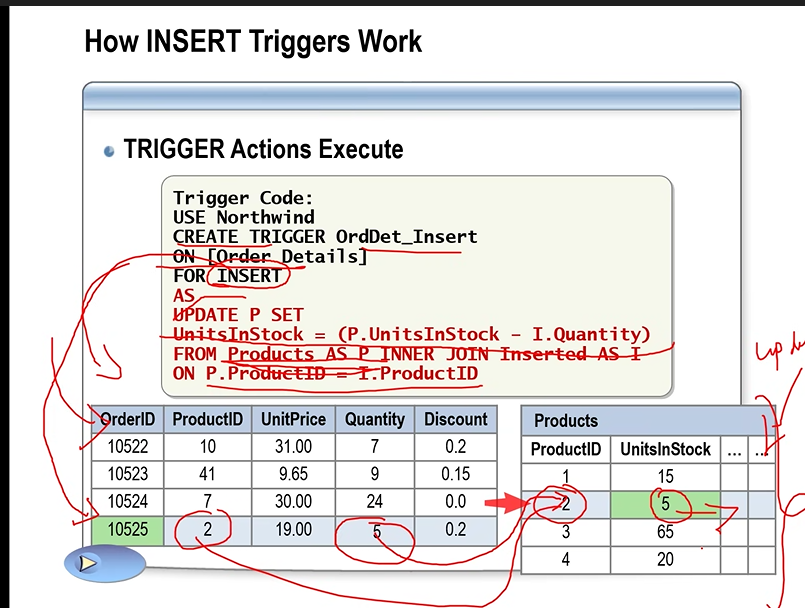 How INSERT Triggers Work
TRIGGER Actions Execute
Trigger Code:
USE Northwind
CREATE TRIGGER OrdDet_Insert
ON [Order Details]
FOR INSERT
AS
UPDATE P SET
UnitsInStock = (P.UnitsInStock – I.Quantity)
FROM Products AS P INNER JOIN Inserted AS I
ON P.ProductID = I.ProductID
OrderID ProductID UnitPrice Quantity Discount
10522 10 31.00 7 0.2
10523 41 9.65 9 0.15
10524 7 30.00 24 0.0
10525 2 19.00 5 0.2
Products
ProductID UnitsInStock … …
1 15
2 5
3 65
4 20